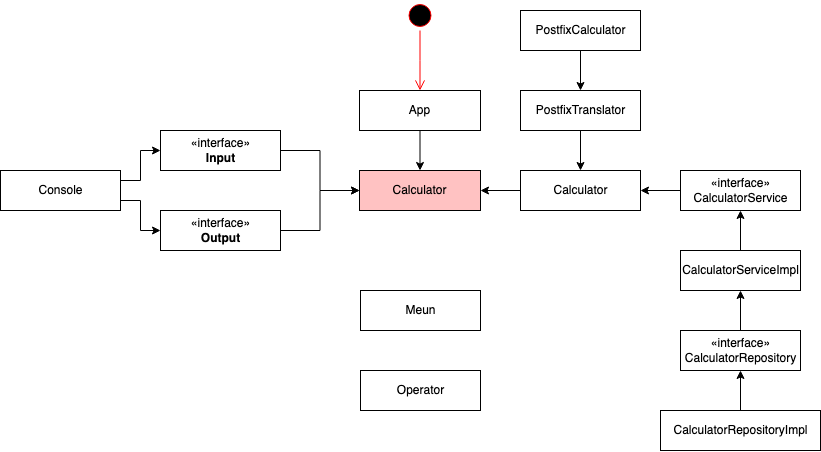 PostfixCalculator
App
PostfixTranslator
«interface»
Input
Console
Calculator
Calculator
«interface»
CalculatorService
«interface»
Output
CalculatorServiceImpl
Meun
«interface»
CalculatorRepository
Operator
CalculatorRepositoryImpl